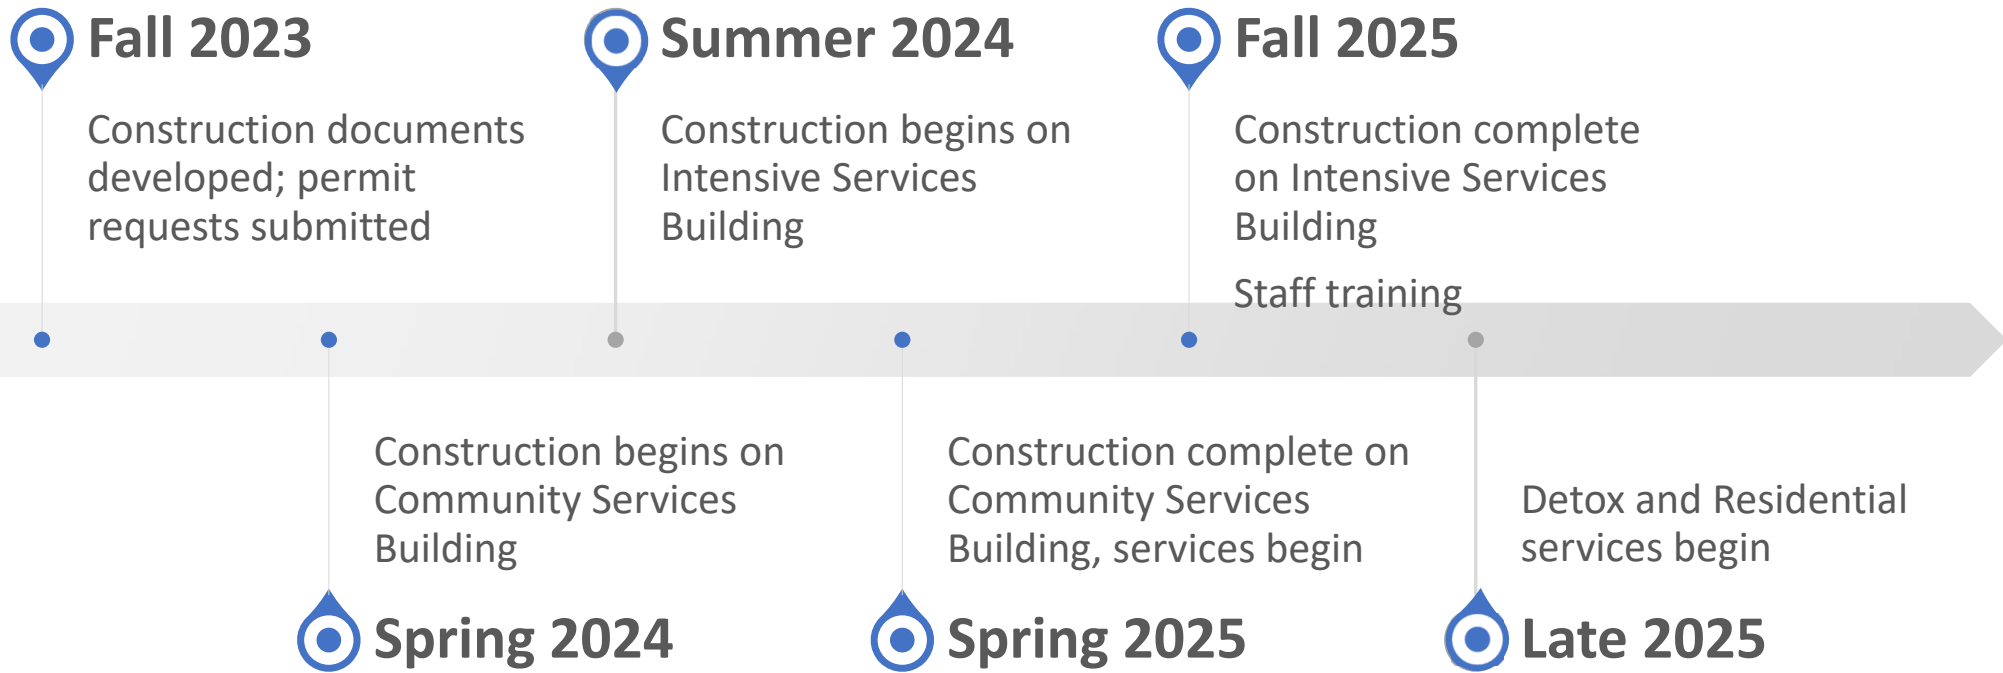 Fall 2023
Construction documents
developed; permit
requests submitted
Summer 2024
Construction begins on
Intensive Services
Building
Fall 2025
Construction complete
on Intensive Services
Building
Staff training
Construction begins on
Community Services
Building
Spring 2024
Construction complete on
Community Services
Building, services begin
Spring 2025
Detox and Residential
services begin
Late 2025